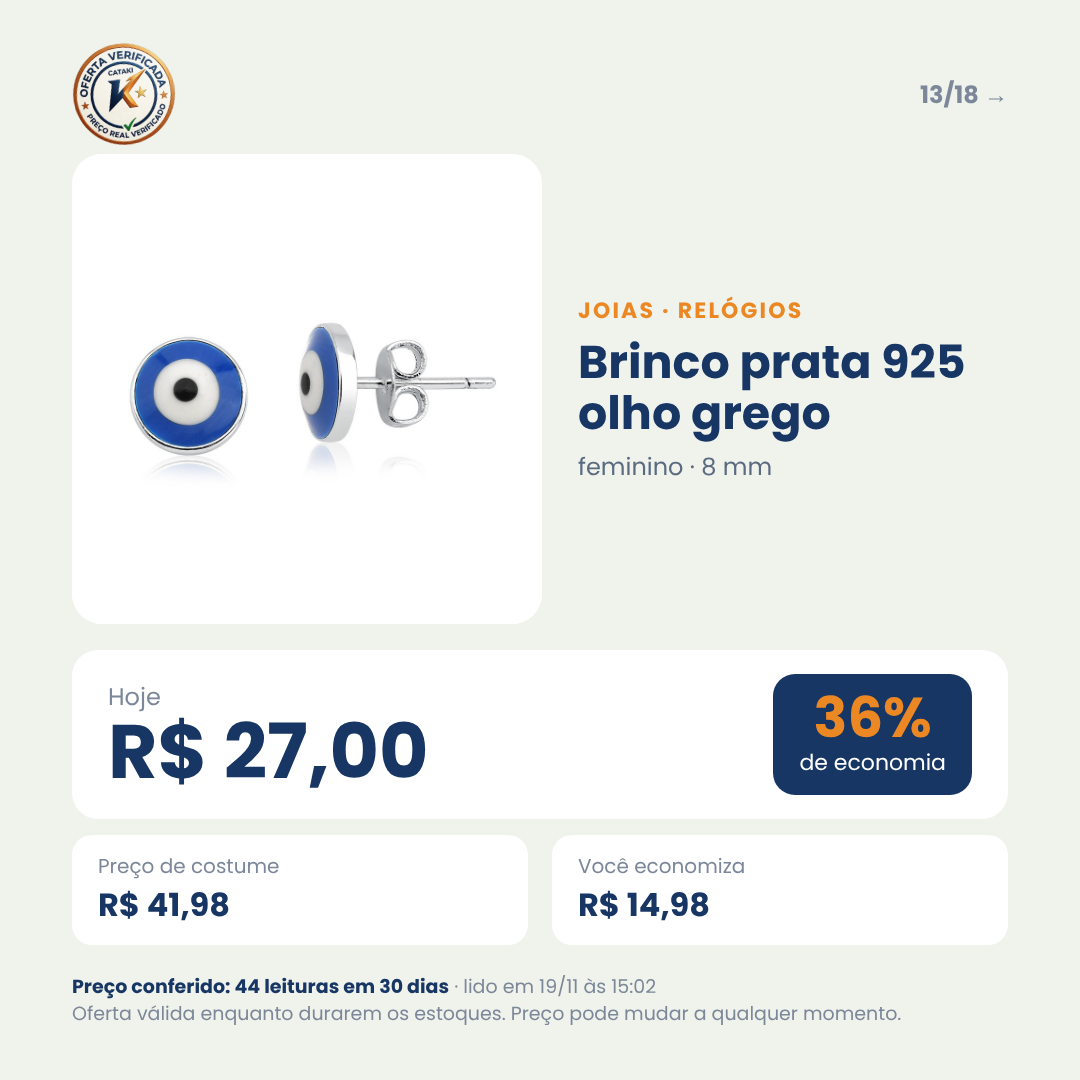 OFERTA VERIFICADA
CATAKI
K
PREÇO REAL VERIFICADO
13/18 →
JOIAS · RELÓGIOS
Brinco prata 925
olho grego
feminino · 8 mm
Hoje
R$ 27,00
36%
de economia
Preço de costume
R$ 41,98
Você economiza
R$ 14,98
Preço conferido: 44 leituras em 30 dias · lido em 19/11 às 15:02
Oferta válida enquanto durarem os estoques. Preço pode mudar a qualquer momento.